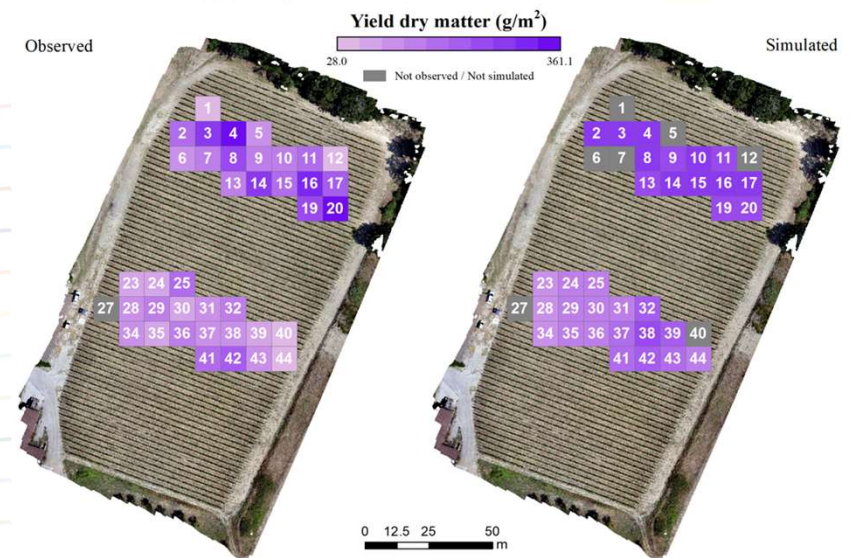 Yield dry matter (g/m²)
Observed
Simulated
28.0
361.1
Not observed / Not simulated
1
2 3 4 5
6 7 8 9 10 11 12
13 14 15 16 17
19 20
23 24 25
27 28 29 30 31 32
34 35 36 37 38 39 40
41 42 43 44
1
2 3 4 5
6 7 8 9 10 11 12
13 14 15 16 17
19 20
23 24 25
27 28 29 30 31 32
34 35 36 37 38 39 40
41 42 43 44
0 12.5 25 50
m